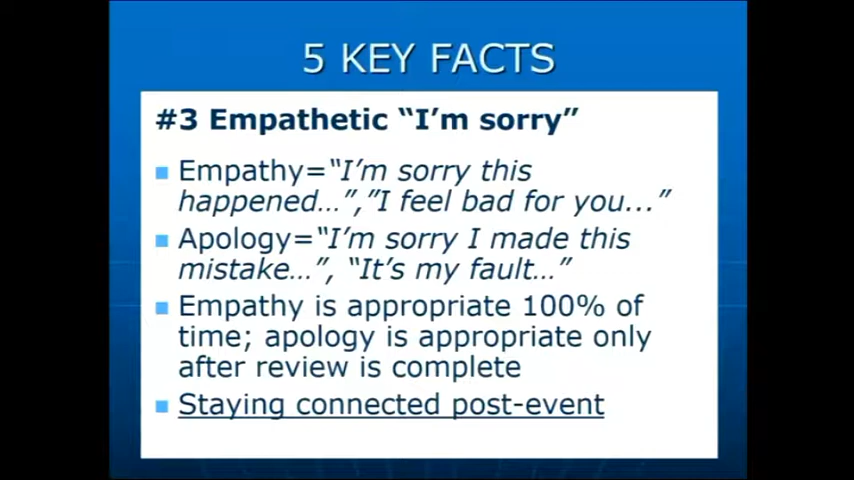 5 KEY FACTS
#3 Empathetic “I’m sorry”
Empathy=“I’m sorry this
happened…”,”I feel bad for you...”
Apology=“I’m sorry I made this
mistake…”, “It’s my fault…”
Empathy is appropriate 100% of
time; apology is appropriate only
after review is complete
Staying connected post-event